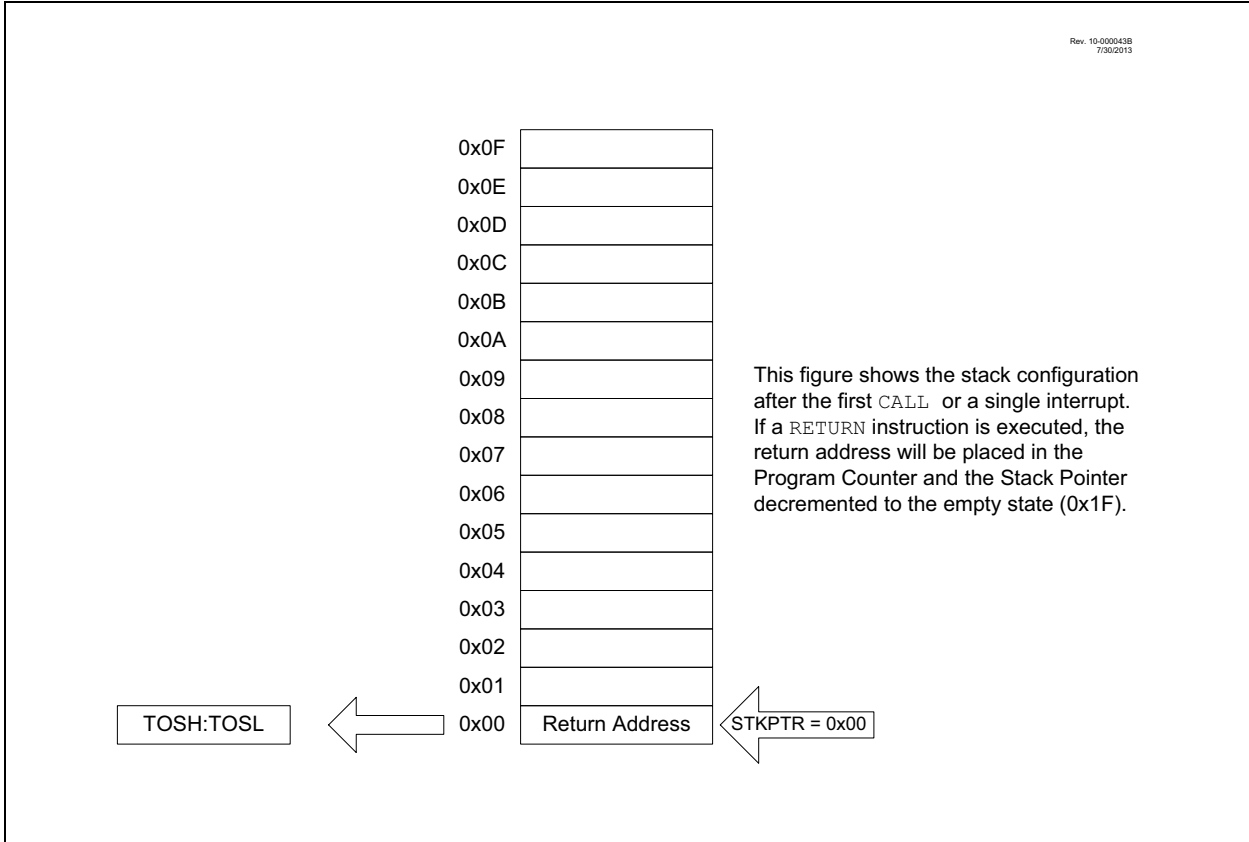 Rev. 10-000043B
7/30/2013
0x0F
0x0E
0x0D
0x0C
0x0B
0x0A
0x09
0x08
0x07
0x06
0x05
0x04
0x03
0x02
0x01
0x00
This figure shows the stack configuration
after the first CALL or a single interrupt.
If a RETURN instruction is executed, the
return address will be placed in the
Program Counter and the Stack Pointer
decremented to the empty state (0x1F).
TOSH:TOSL
Return Address
STKPTR = 0x00